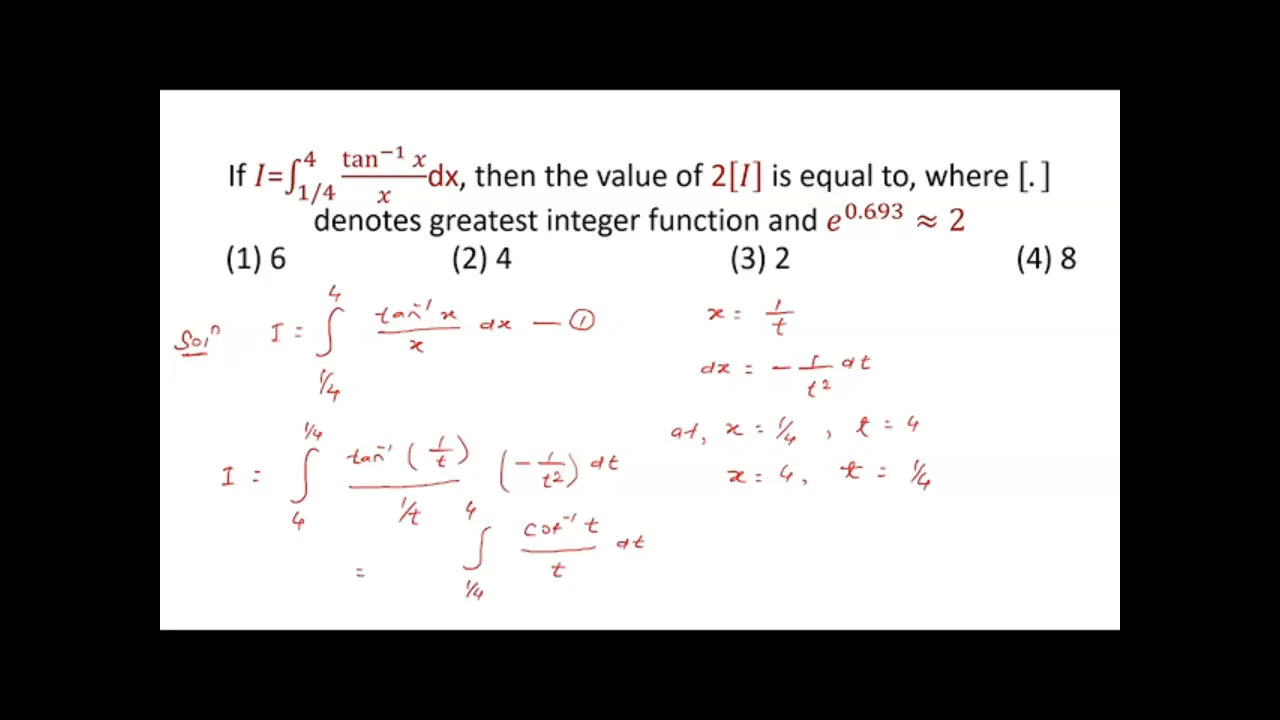 If I=∫_{1/4}^{4} (tan⁻¹ x)/x dx, then the value of 2[I] is equal to, where [.]
denotes greatest integer function and e^{0.693} ≈ 2
(1) 6 (2) 4 (3) 2 (4) 8
Solⁿ I = ∫_{1/4}^{4} (tan⁻¹ x)/x dx — ①
x = 1/t
dx = - 1/t² dt
at, x = 1/4, t = 4
x = 4, t = 1/4
I = ∫_{4}^{1/4} (tan⁻¹ (1/t))/(1/t) (- 1/t²) dt
= ∫_{1/4}^{4} (cot⁻¹ t)/t dt